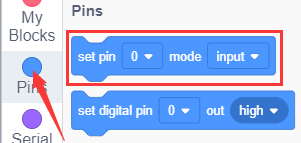 Pins
My
Blocks
set pin 0 mode input
Pins
set digital pin 0 out high
Serial